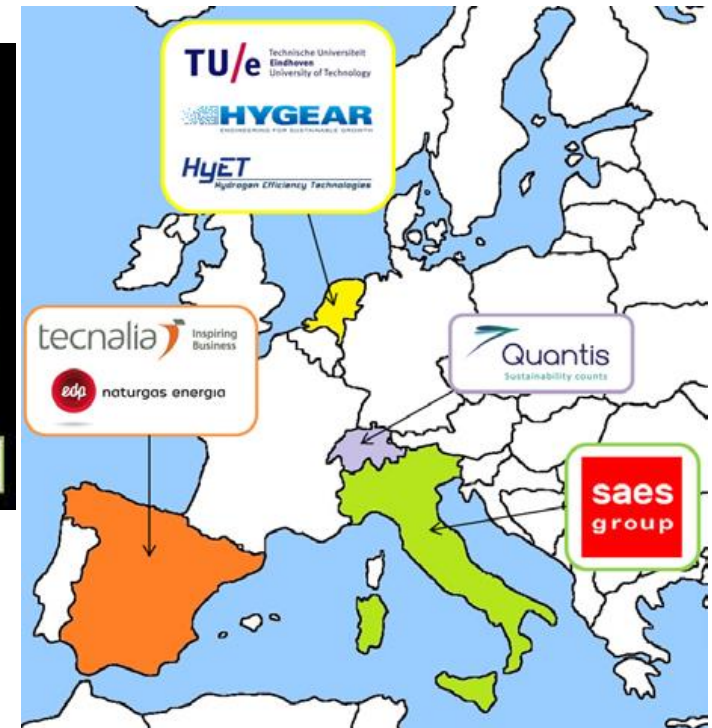 TU/e Technische Universiteit
Eindhoven
University of Technology
HYGEAR
ENGINEERING FOR SUSTAINABLE GROWTH
HyET
Hydrogen Efficiency Technologies
tecnalia Inspiring
Business
edp naturgas energia
Quantis
Sustainability counts
saes
group